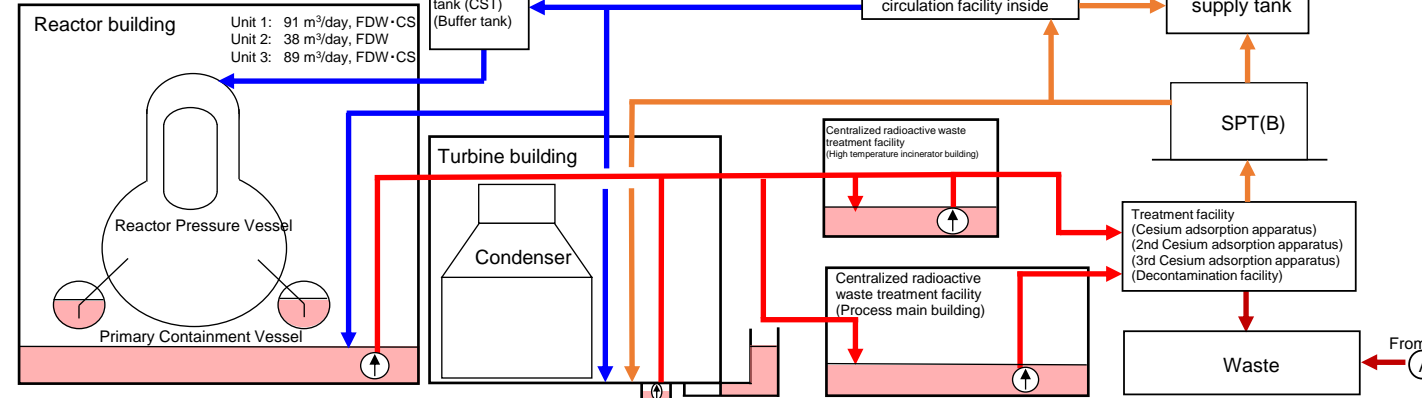 Reactor building
Unit 1: 91 m³/day, FDW・CS
Unit 2: 38 m³/day, FDW
Unit 3: 89 m³/day, FDW・CS
tank (CST)
(Buffer tank)
circulation facility inside
supply tank
SPT(B)
Turbine building
Centralized radioactive waste
treatment facility
(High temperature incinerator building)
Reactor Pressure Vessel
Condenser
Treatment facility
(Cesium adsorption apparatus)
(2nd Cesium adsorption apparatus)
(3rd Cesium adsorption apparatus)
(Decontamination facility)
Centralized radioactive
waste treatment facility
(Process main building)
Primary Containment Vessel
Waste
From